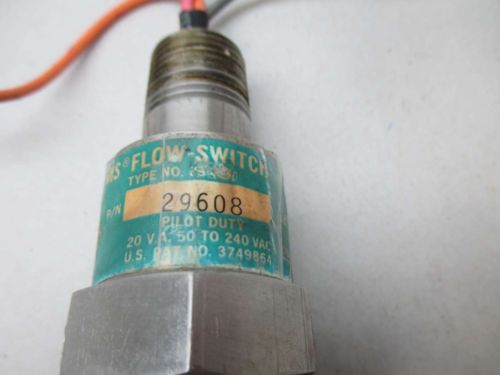 FLOW-SWITCH
TYPE NO.
P/N 29608
PILOT DUTY
20 V.A. 50 TO 240 VAC
U.S. PAT. NO. 3749864